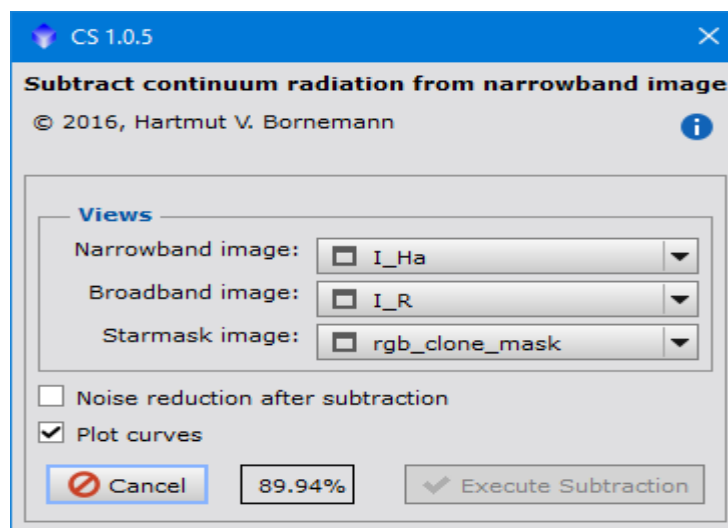 CS 1.0.5
Subtract continuum radiation from narrowband image
© 2016, Hartmut V. Bornemann
Views
Narrowband image: I_Ha
Broadband image: I_R
Starmask image: rgb_clone_mask
Noise reduction after subtraction
Plot curves
Cancel 89.94% Execute Subtraction